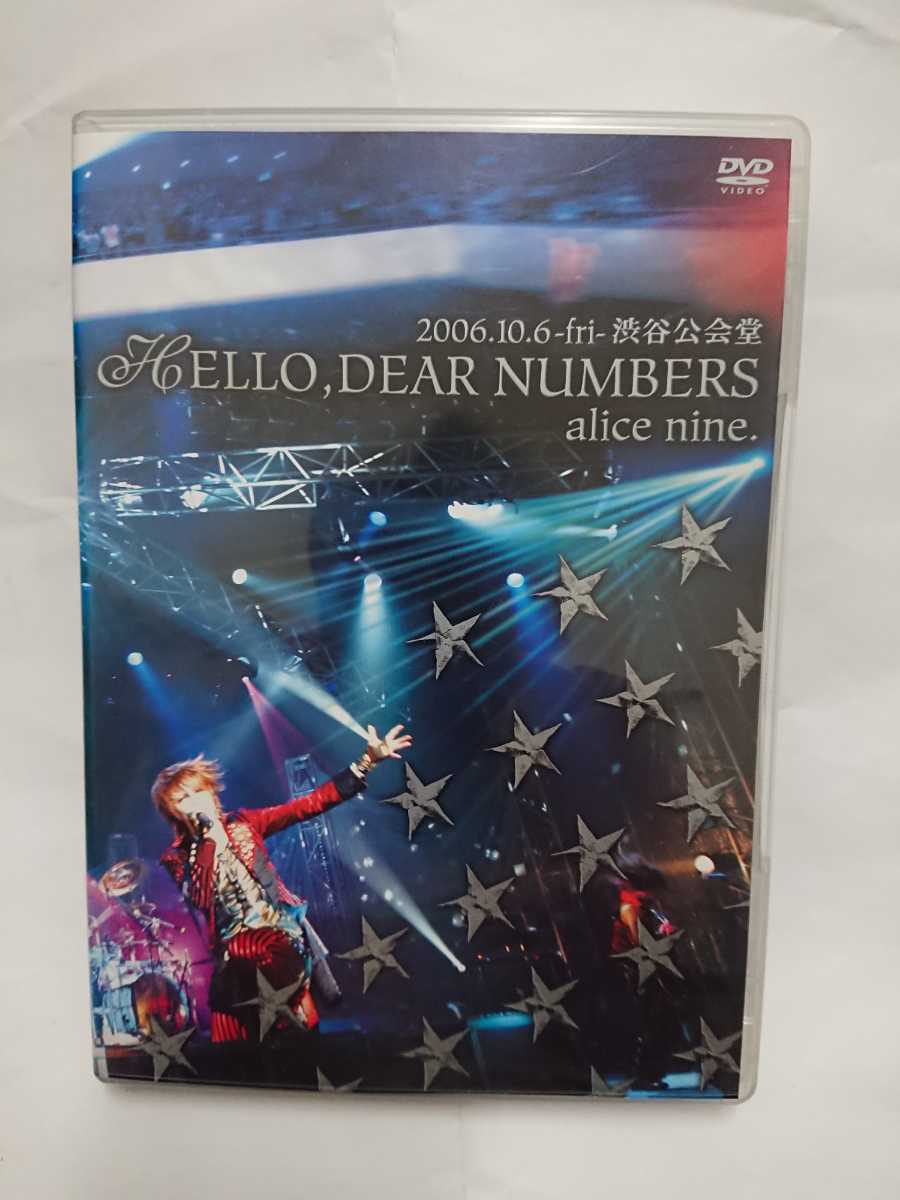 DVD
VIDEO
2006.10.6-fri-渋谷公会堂
HELLO,DEAR NUMBERS
alice nine.